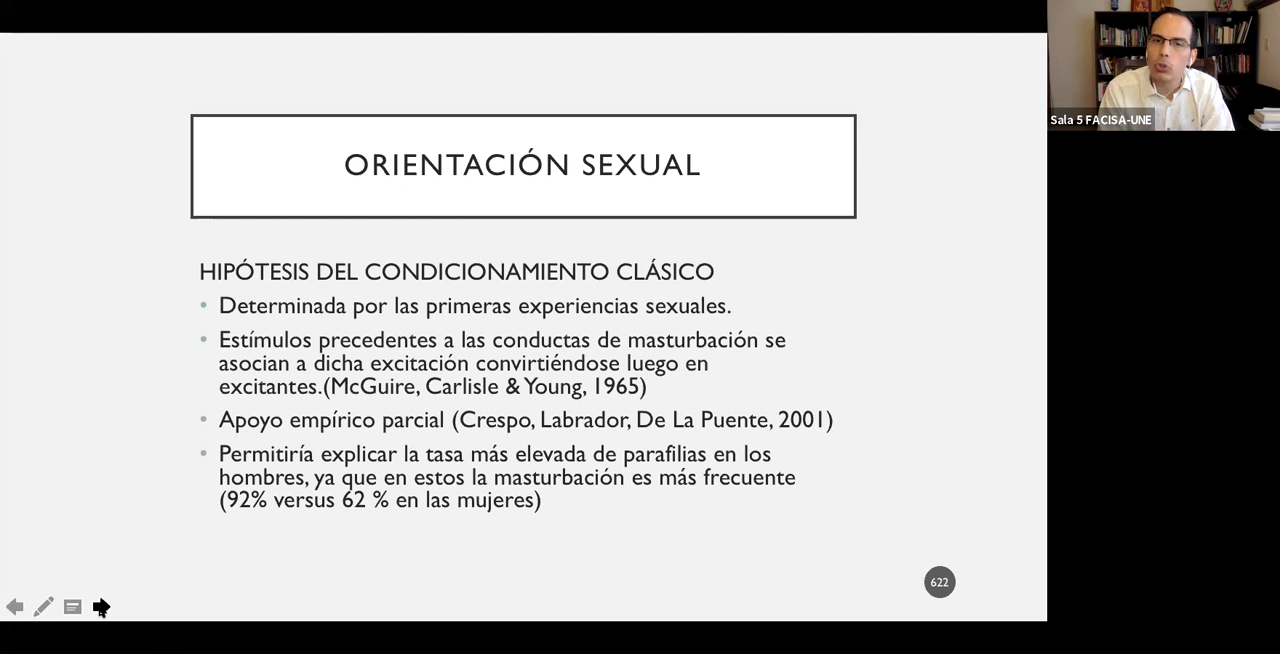 ORIENTACIÓN SEXUAL
HIPÓTESIS DEL CONDICIONAMIENTO CLÁSICO
• Determinada por las primeras experiencias sexuales.
• Estímulos precedentes a las conductas de masturbación se
asocian a dicha excitación convirtiéndose luego en
excitantes.(McGuire, Carlisle & Young, 1965)
• Apoyo empírico parcial (Crespo, Labrador, De La Puente, 2001)
• Permitiría explicar la tasa más elevada de parafilias en los
hombres, ya que en estos la masturbación es más frecuente
(92% versus 62 % en las mujeres)
622
Sala 5 FACISA-UNE